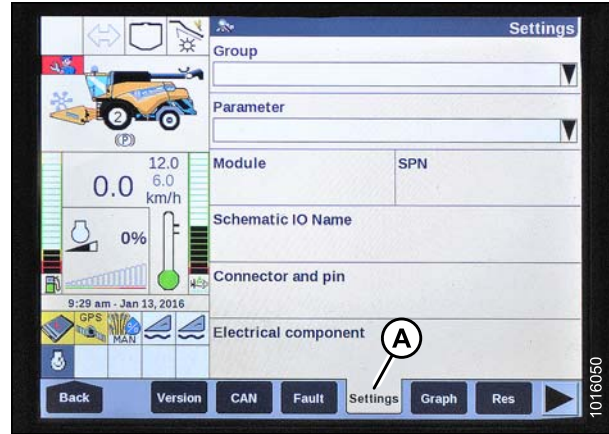 Settings
Group
Parameter
2
(P)
12.0
0.0
6.0
km/h
Module
SPN
0%
Schematic IO Name
Connector and pin
9:29 am - Jan 13, 2016
GPS
MAN
Electrical component
A
Back
Version
CAN
Fault
Settings
Graph
Res
1016050